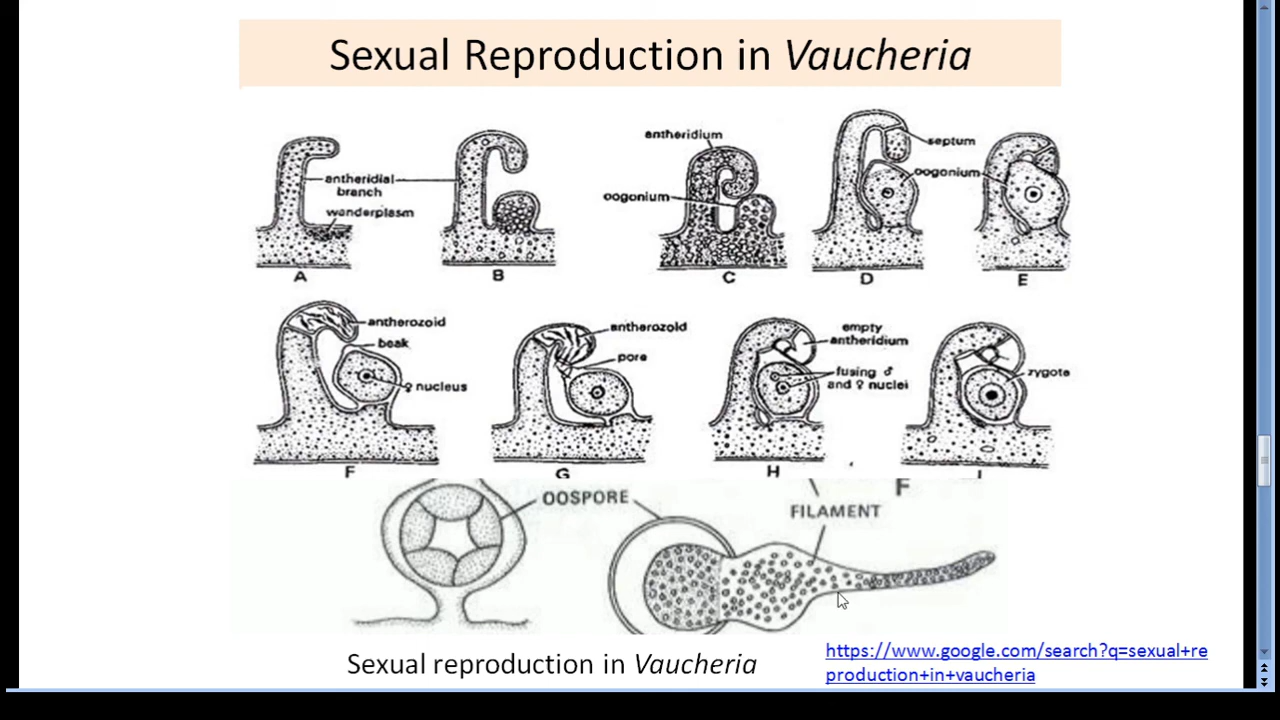 Sexual Reproduction in Vaucheria
antheridial
branch
wanderplasm
A
B
antheridium
oogonium
C
septum
oogonium
D
E
antherozoid
beak
♀ nucleus
F
antherozoid
pore
G
empty
antheridium
fusing ♂
and ♀ nuclei
H
zygote
I
OOSPORE
F
FILAMENT
Sexual reproduction in Vaucheria
https://www.google.com/search?q=sexual+re
production+in+vaucheria